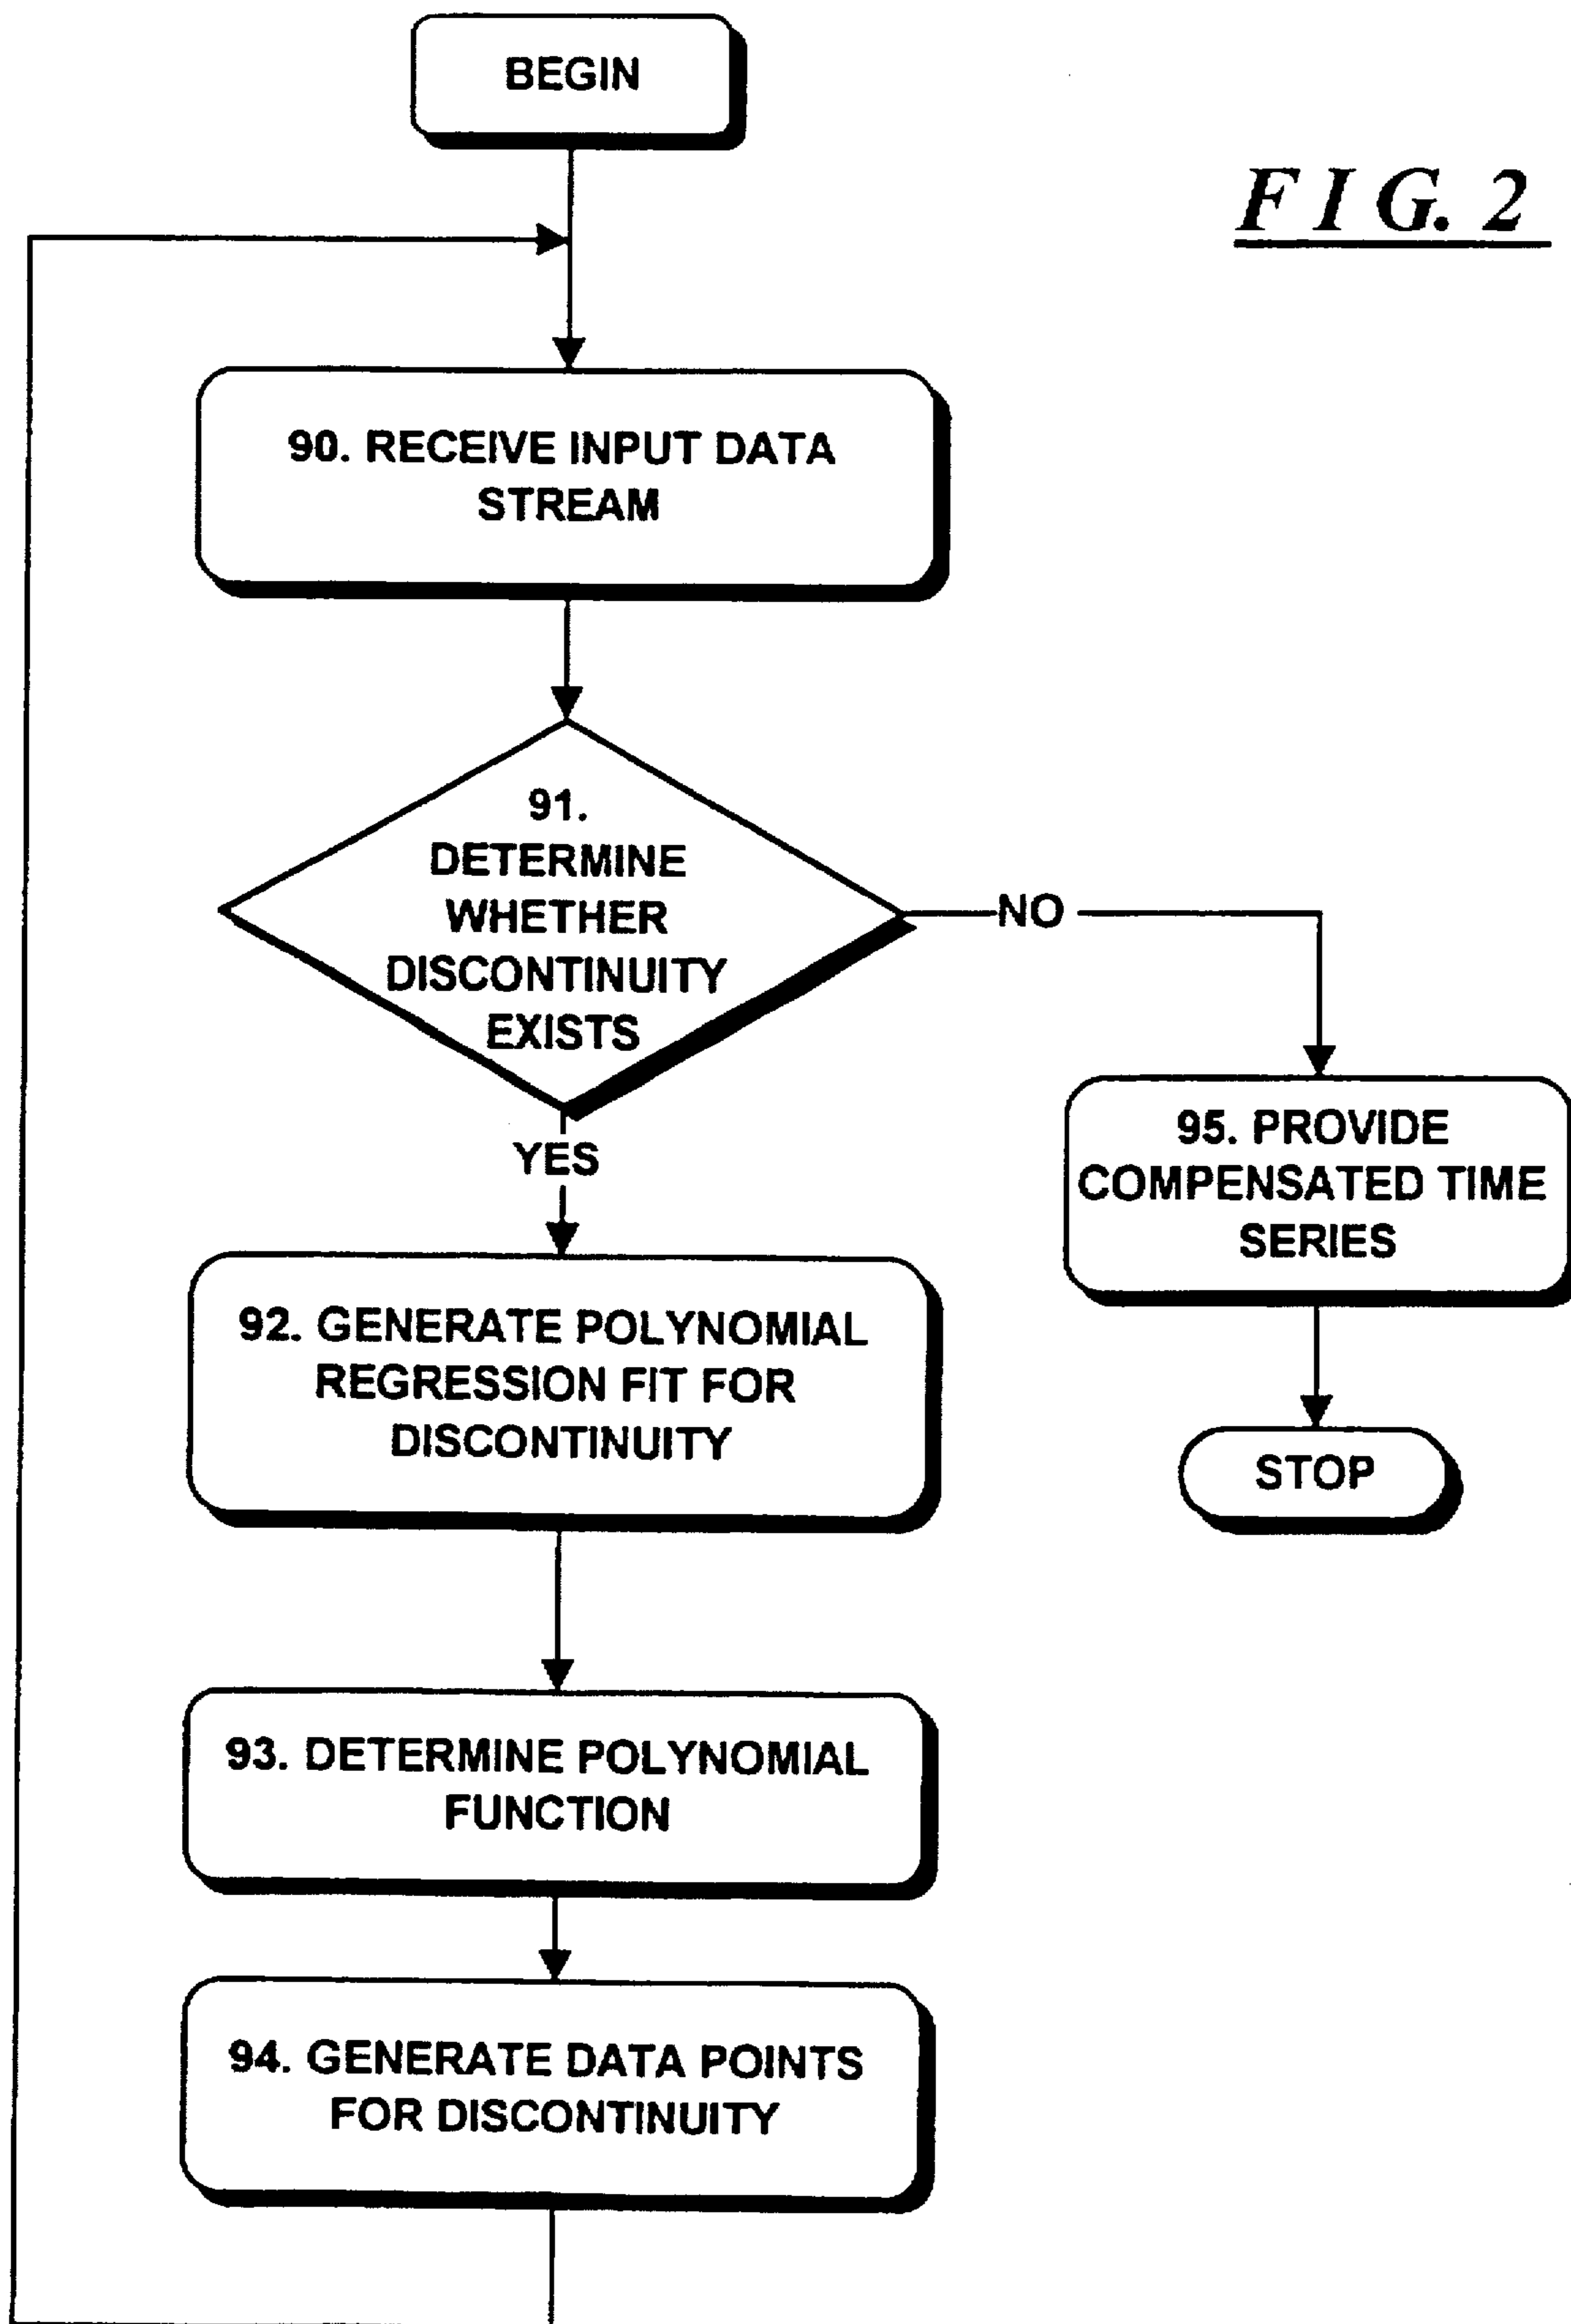 BEGIN
FIG. 2
90. RECEIVE INPUT DATA
STREAM
91.
DETERMINE
WHETHER
DISCONTINUITY
EXISTS
NO
YES
95. PROVIDE
COMPENSATED TIME
SERIES
92. GENERATE POLYNOMIAL
REGRESSION FIT FOR
DISCONTINUITY
STOP
93. DETERMINE POLYNOMIAL
FUNCTION
94. GENERATE DATA POINTS
FOR DISCONTINUITY